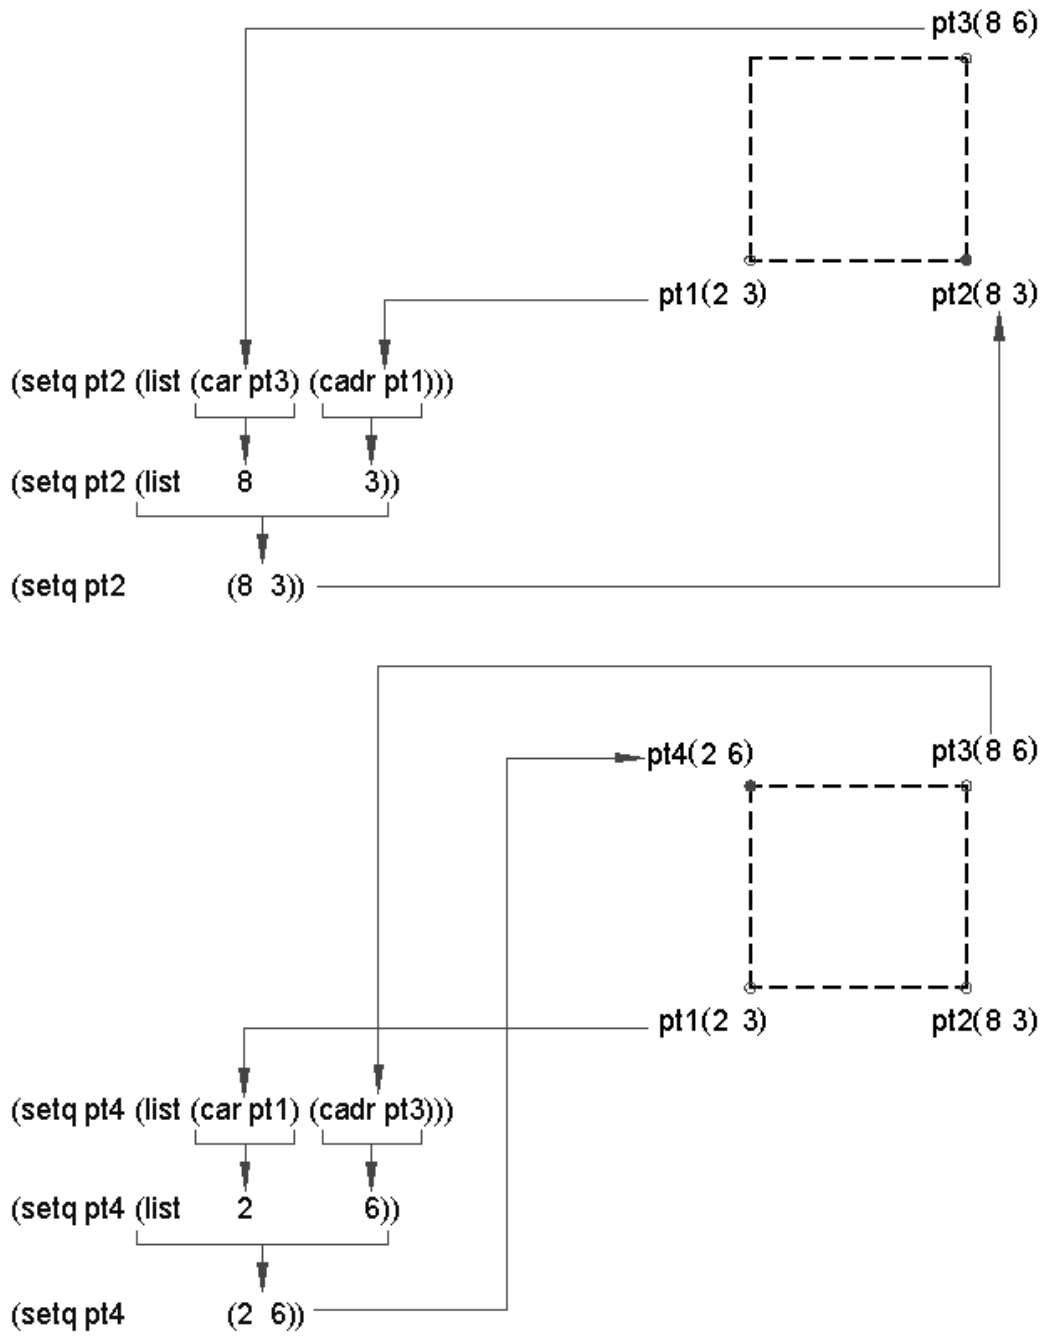 pt3(8 6)
pt1(2 3)
pt2(8 3)
(setq pt2 (list (car pt3) (cadr pt1)))
(setq pt2 (list 8 3))
(setq pt2 (8 3))
pt4(2 6)
pt3(8 6)
pt1(2 3)
pt2(8 3)
(setq pt4 (list (car pt1) (cadr pt3)))
(setq pt4 (list 2 6))
(setq pt4 (2 6))